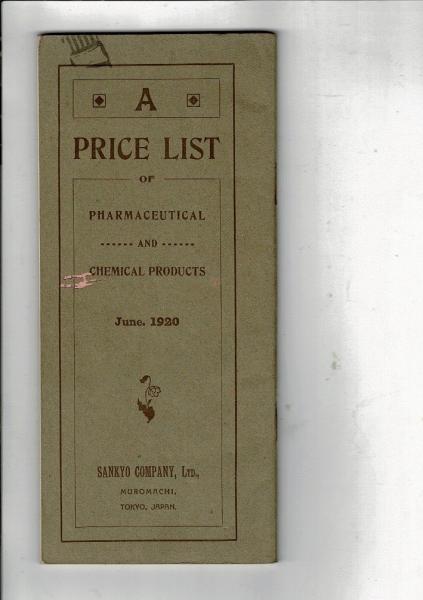 A
PRICE LIST
OF
PHARMACEUTICAL
AND
CHEMICAL PRODUCTS
June. 1920
SANKYO COMPANY, LTD.,
MUROMACHI,
TOKYO, JAPAN.